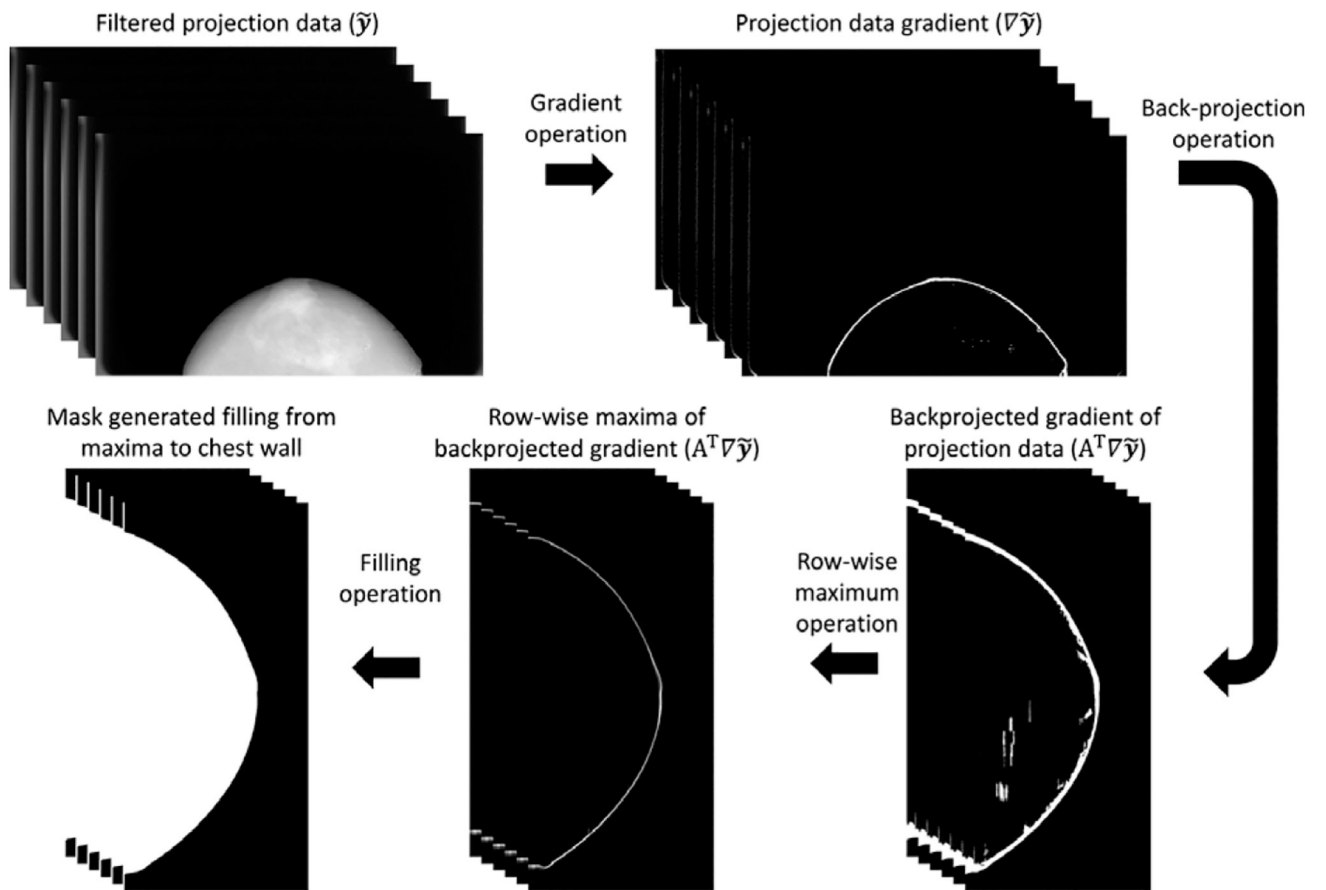 Filtered projection data (ỹ)
Projection data gradient (∇ỹ)
Gradient
operation
Back-projection
operation
Mask generated filling from
maxima to chest wall
Row-wise maxima of
backprojected gradient (Aᵀ∇ỹ)
Backprojected gradient of
projection data (Aᵀ∇ỹ)
Filling
operation
Row-wise
maximum
operation